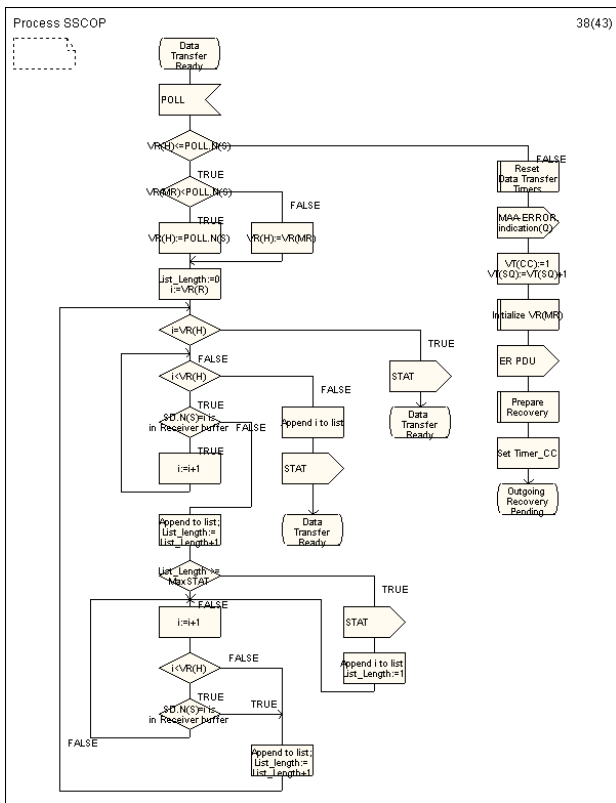 Process SSCOP
38(43)
Data
Transfer
Ready
POLL
VR(H)<=POLL.N(S)
FALSE
TRUE
Reset
Data Transfer
Timers
VR(MR)<POLL.N(S)
FALSE
TRUE
MAA-ERROR
indication(Q)
VR(H):=POLL.N(S)
VR(H):=VR(MR)
VT(CC):=1
VT(SQ):=VT(SQ)+1
List_Length:=0
i:=VR(R)
Initialize VR(MR)
i=VR(H)
TRUE
FALSE
ER PDU
i<VR(H)
STAT
FALSE
TRUE
Prepare
Recovery
SD.N(S)=i is
in Receiver buffer
FALSE
Append i to list
Data
Transfer
Ready
TRUE
Set Timer_CC
i:=i+1
STAT
Outgoing
Recovery
Pending
Append to list;
List_length:=
List_Length+1
Data
Transfer
Ready
List_Length >=
MaxSTAT
TRUE
FALSE
i:=i+1
STAT
i<VR(H)
FALSE
Append i to list
List_Length:=1
TRUE
SD.N(S)=i is
in Receiver buffer
TRUE
FALSE
Append to list;
List_length:=
List_Length+1